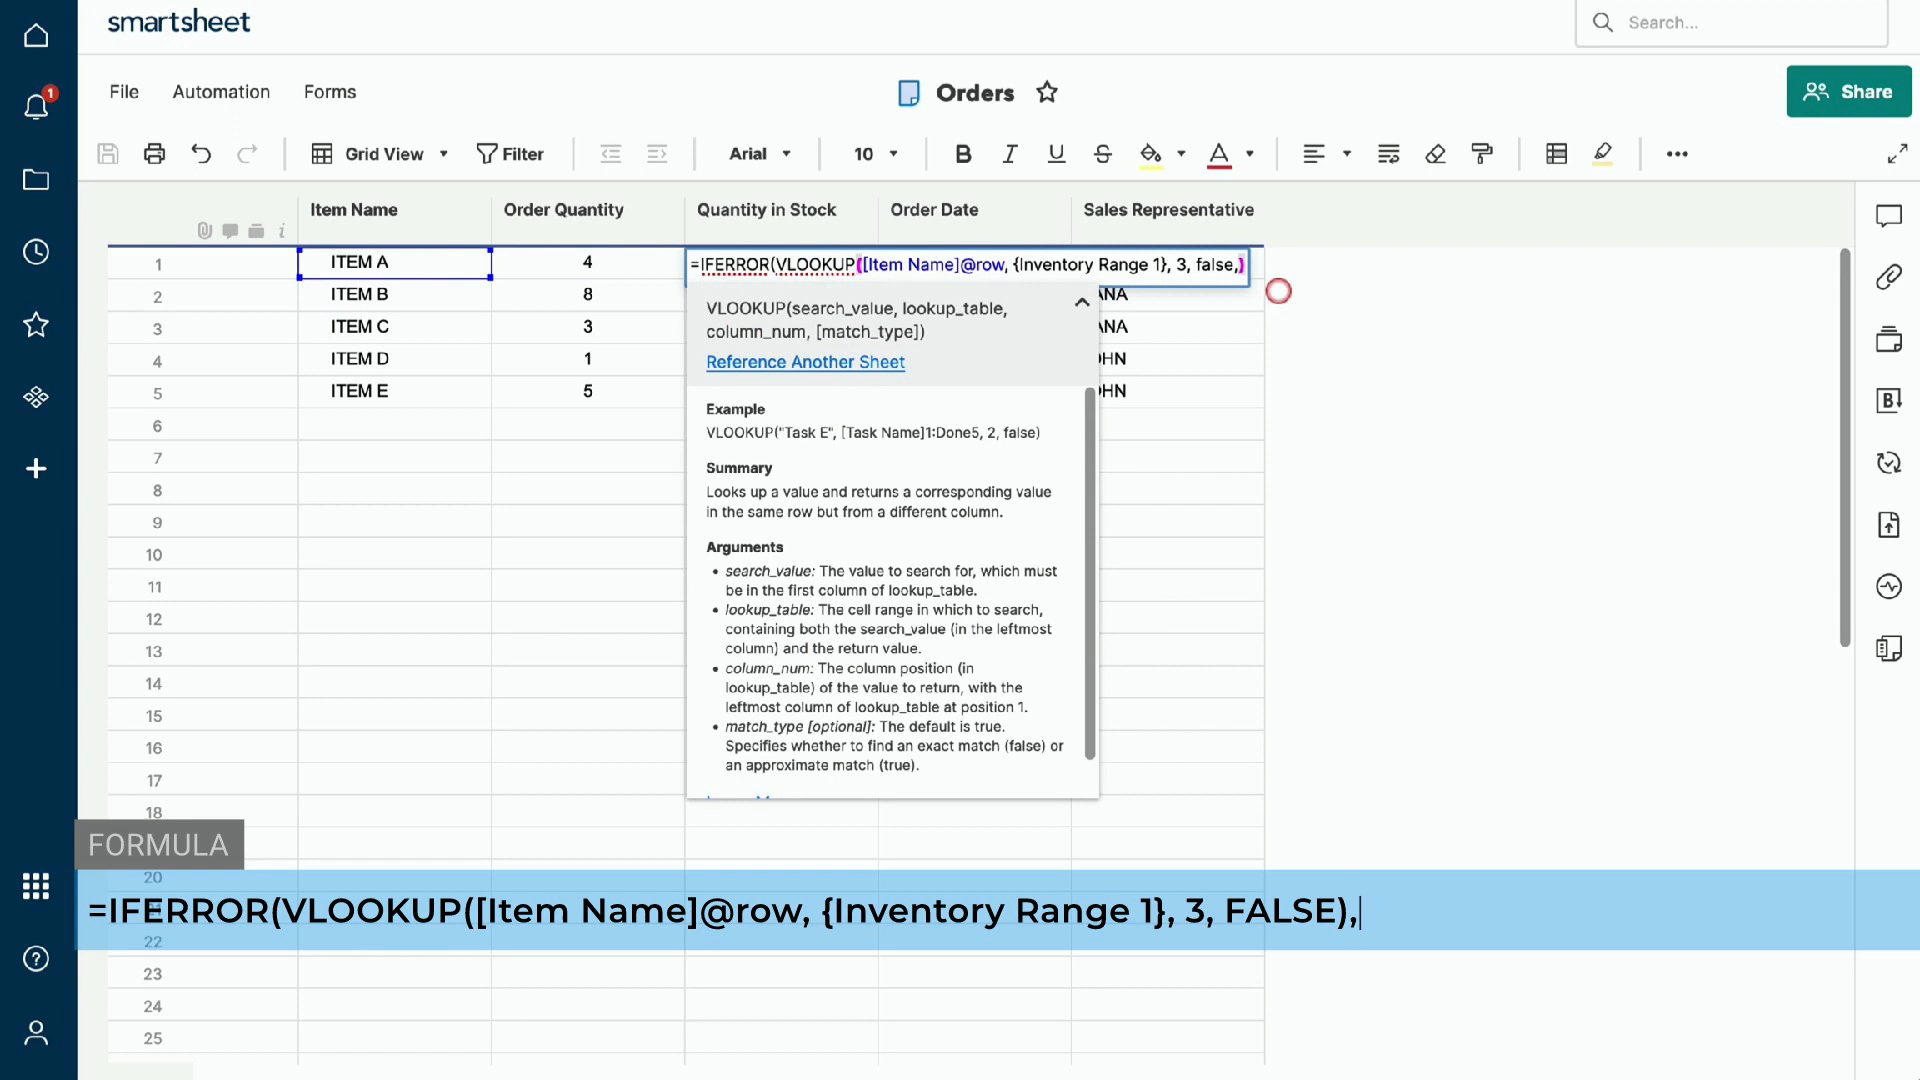 smartsheet
Search...
1
File Automation Forms
Orders
Share
Grid View Filter Arial 10 B I U S A
Item Name Order Quantity Quantity in Stock Order Date Sales Representative
1 ITEM A 4 =IFERROR(VLOOKUP([Item Name]@row, {Inventory Range 1}, 3, false,)
2 ITEM B 8 ANA
3 ITEM C 3 ANA
4 ITEM D 1 OHN
5 ITEM E 5 OHN
VLOOKUP(search_value, lookup_table,
column_num, [match_type])
Reference Another Sheet
Example
VLOOKUP("Task E", [Task Name]1:Done5, 2, false)
Summary
Looks up a value and returns a corresponding value
in the same row but from a different column.
Arguments
• search_value: The value to search for, which must
be in the first column of lookup_table.
• lookup_table: The cell range in which to search,
containing both the search_value (in the leftmost
column) and the return value.
• column_num: The column position (in
lookup_table) of the value to return, with the
leftmost column of lookup_table at position 1.
• match_type [optional]: The default is true.
Specifies whether to find an exact match (false) or
an approximate match (true).
6
7
8
9
10
11
12
13
14
15
16
17
18
FORMULA
20
=IFERROR(VLOOKUP([Item Name]@row, {Inventory Range 1}, 3, FALSE),
22
23
24
25